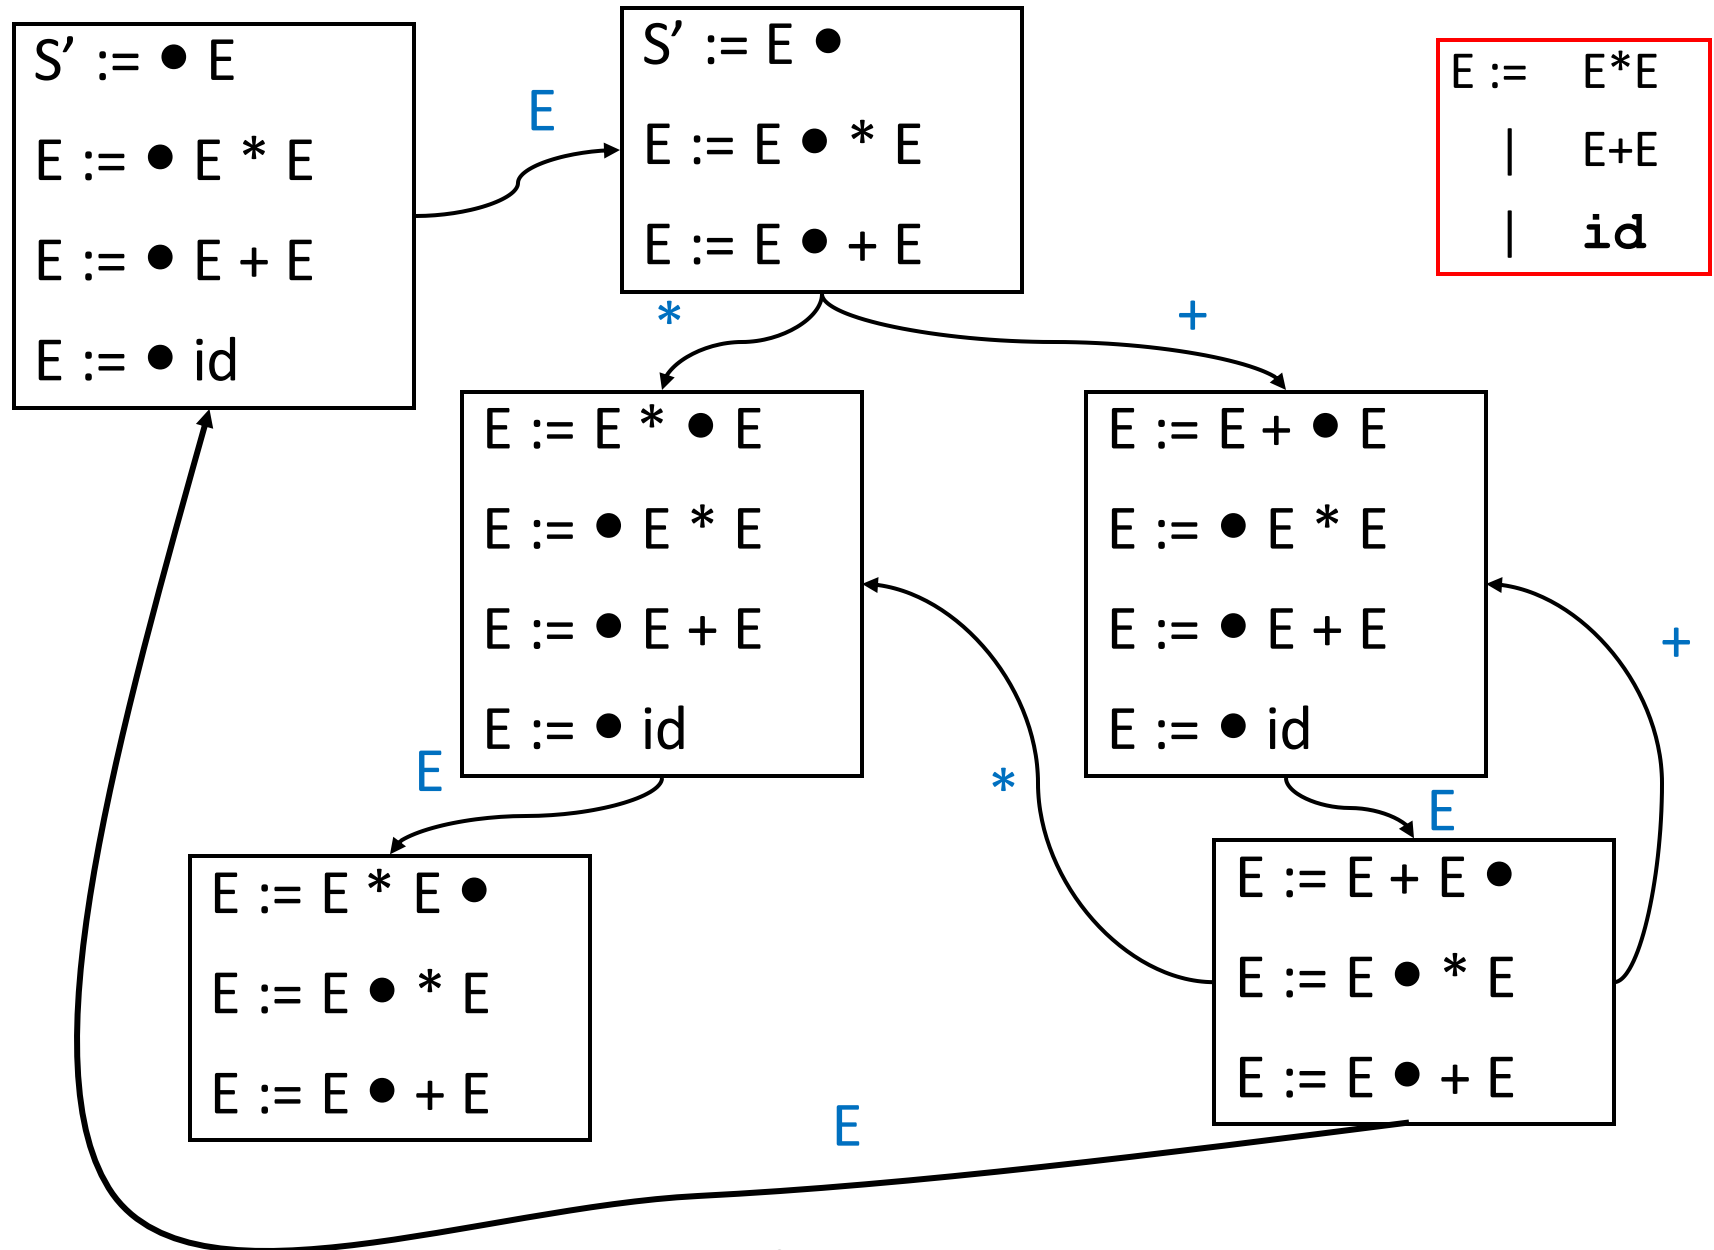 S’ := ● E
E := ● E * E
E := ● E + E
E := ● id
E
S’ := E ●
E := E ● * E
E := E ● + E
E := E*E
| E+E
| id
*
+
E := E * ● E
E := ● E * E
E := ● E + E
E := ● id
E := E + ● E
E := ● E * E
E := ● E + E
E := ● id
+
E
*
E
E := E * E ●
E := E ● * E
E := E ● + E
E := E + E ●
E := E ● * E
E := E ● + E
E